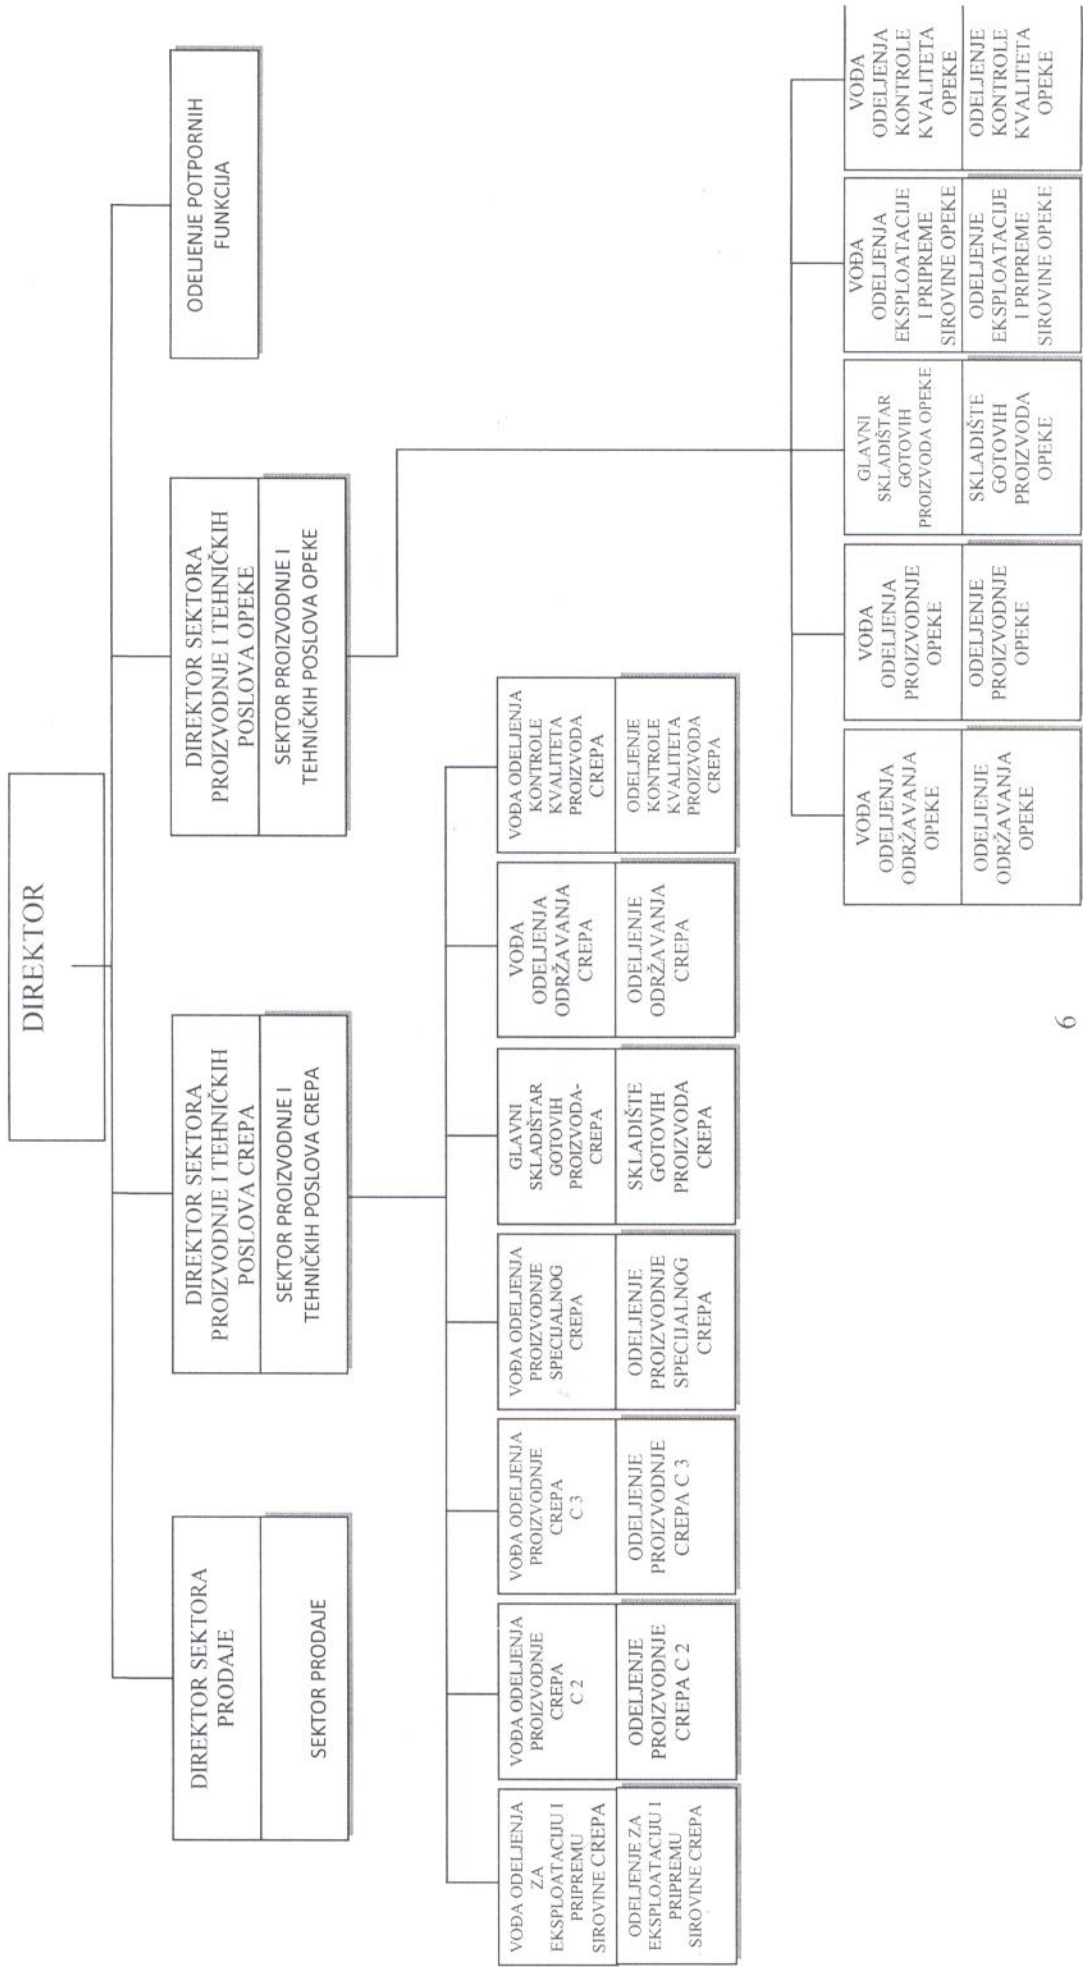 DIREKTOR
DIREKTOR SEKTORA
PRODAJE
SEKTOR PRODAJE
DIREKTOR SEKTORA
PROIZVODNJE I TEHNIČKIH
POSLOVA CREPA
SEKTOR PROIZVODNJE I
TEHNIČKIH POSLOVA CREPA
DIREKTOR SEKTORA
PROIZVODNJE I TEHNIČKIH
POSLOVA OPEKE
SEKTOR PROIZVODNJE I
TEHNIČKIH POSLOVA OPEKE
ODELJENJE POTPORNIH
FUNKCIJA
VOĐA ODELJENJA
ZA
EKSPLOATACIJU I
PRIPREMU
SIROVINE CREPA
ODELJENJE ZA
EKSPLOATACIJU I
PRIPREMU
SIROVINE CREPA
VOĐA ODELJENJA
PROIZVODNJE
CREPA
C 2
ODELJENJE
PROIZVODNJE
CREPA C 2
VOĐA ODELJENJA
PROIZVODNJE
CREPA
C 3
ODELJENJE
PROIZVODNJE
CREPA C 3
VOĐA ODELJENJA
PROIZVODNJE
SPECIJALNOG
CREPA
ODELJENJE
PROIZVODNJE
SPECIJALNOG
CREPA
GLAVNI
SKLADIŠTAR
GOTOVIH
PROIZVODA-
CREPA
SKLADIŠTE
GOTOVIH
PROIZVODA
CREPA
VOĐA
ODELJENJA
ODRŽAVANJA
CREPA
ODELJENJE
ODRŽAVANJA
CREPA
VOĐA ODELJENJA
KONTROLE
KVALITETA
PROIZVODA
CREPA
ODELJENJE
KONTROLE
KVALITETA
PROIZVODA
CREPA
VOĐA
ODELJENJA
ODRŽAVANJA
OPEKE
ODELJENJE
ODRŽAVANJA
OPEKE
VOĐA
ODELJENJA
PROIZVODNJE
OPEKE
ODELJENJE
PROIZVODNJE
OPEKE
GLAVNI
SKLADIŠTAR
GOTOVIH
PROIZVODA OPEKE
SKLADIŠTE
GOTOVIH
PROIZVODA
OPEKE
VOĐA
ODELJENJA
EKSPLOATACIJE
I PRIPREME
SIROVINE OPEKE
ODELJENJE
EKSPLOATACIJE
I PRIPREME
SIROVINE OPEKE
VOĐA
ODELJENJA
KONTROLE
KVALITETA
OPEKE
ODELJENJE
KONTROLE
KVALITETA
OPEKE
6